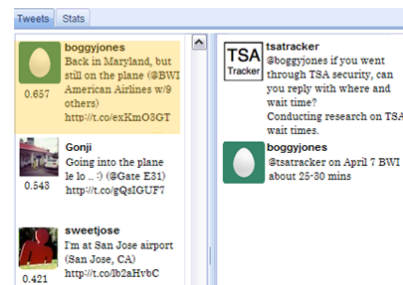 Tweets Stats
boggyjones
Back in Maryland, but
still on the plane (@BWI
American Airlines w/9
others)
http://t.co/exKmO3GT
0.657
Gonji
Going into the plane
le lo .. :) (@Gate E31)
http://t.co/gQsIGUF7
0.543
sweetjose
I'm at San Jose airport
(San Jose, CA)
http://t.co/lb2aHvbC
0.421
TSA
Tracker
tsatracker
@boggyjones if you went
through TSA security, can
you reply with where and
wait time?
Conducting research on TSA
wait times.
boggyjones
@tsatracker on April 7 BWI
about 25-30 mins